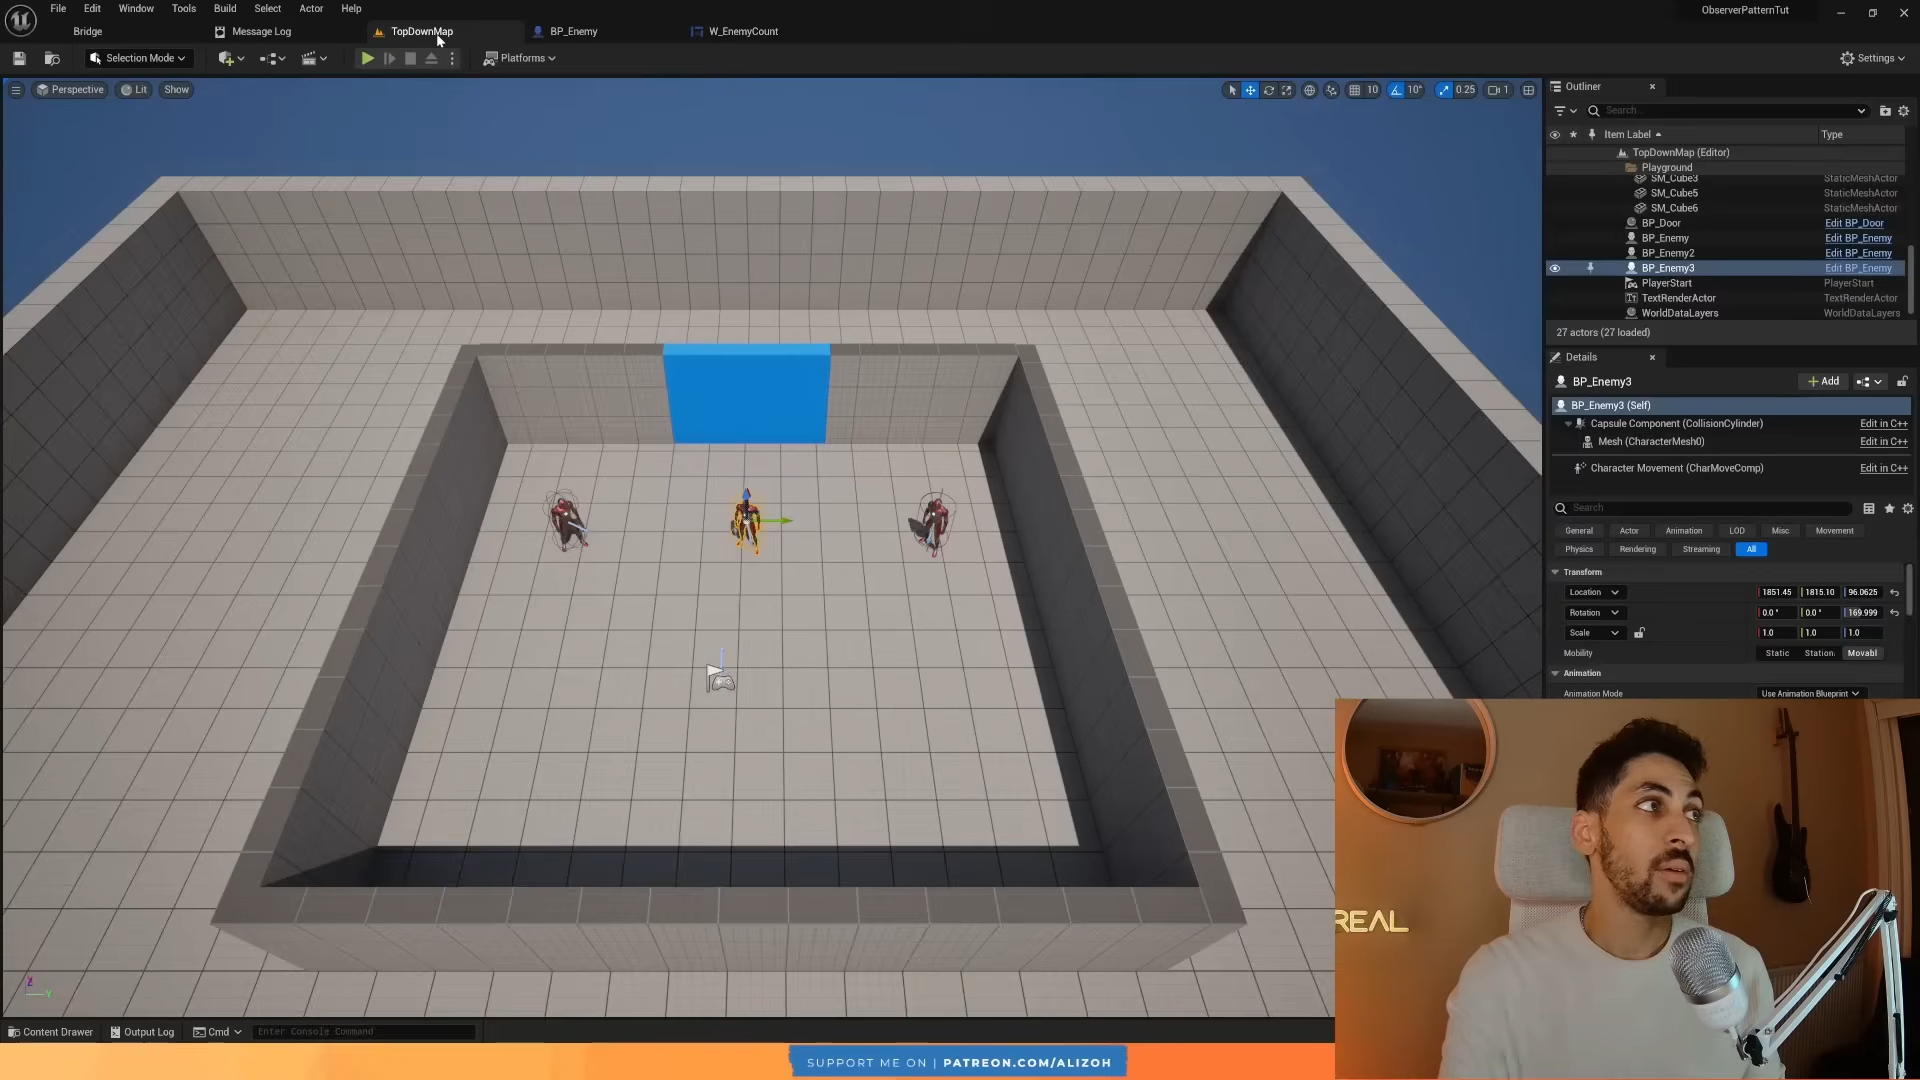 File Edit Window Tools Build Select Actor Help
ObserverPatternTut
Bridge
Message Log
TopDownMap
BP_Enemy
W_EnemyCount
Selection Mode
Platforms
Settings
Perspective
Lit
Show
10
10°
0.25
1
Outliner
Search...
Item Label
Type
TopDownMap (Editor)
Playground
SM_Cube3 StaticMeshActor
SM_Cube5 StaticMeshActor
SM_Cube6 StaticMeshActor
BP_Door Edit BP_Door
BP_Enemy Edit BP_Enemy
BP_Enemy2 Edit BP_Enemy
BP_Enemy3 Edit BP_Enemy
PlayerStart PlayerStart
TextRenderActor TextRenderActor
WorldDataLayers WorldDataLayers
27 actors (27 loaded)
Details
BP_Enemy3
Add
BP_Enemy3 (Self)
Capsule Component (CollisionCylinder) Edit in C++
Mesh (CharacterMesh0) Edit in C++
Character Movement (CharMoveComp) Edit in C++
Search
General Actor Animation LOD Misc Movement
Physics Rendering Streaming All
Transform
Location 1851.45 1815.10 96.0625
Rotation 0.0° 0.0° 169.999
Scale 1.0 1.0 1.0
Mobility Static Station. Movabl
Animation
Animation Mode Use Animation Blueprint
REAL
Z
Y
Content Drawer
Output Log
Cmd
Enter Console Command
SUPPORT ME ON | PATREON.COM/ALIZOH